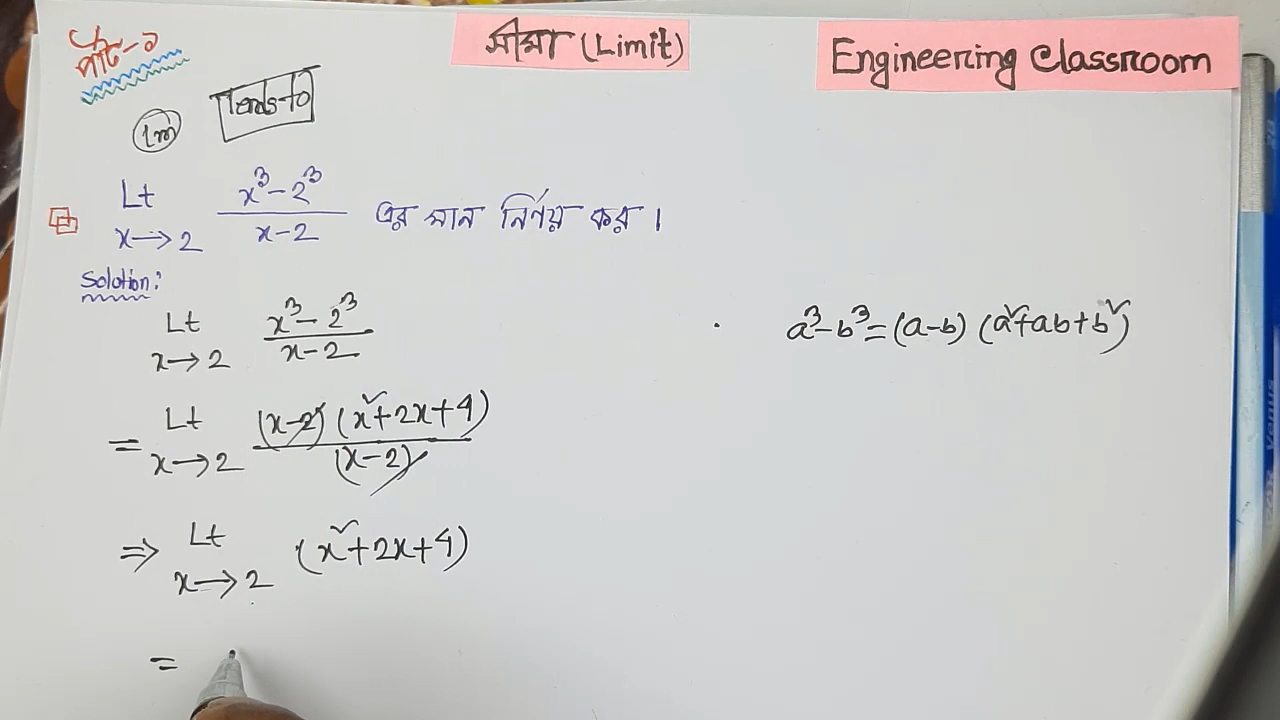 পার্ট-১
সীমা (Limit)
Engineering Classroom
Tends-to
Lt x→2 x³-2³ / x-2 এর মান নির্ণয় কর।
Solution:
Lt x→2 x³-2³ / x-2
= Lt x→2 (x-2) (x²+2x+4) / (x-2)
⇒ Lt x→2 (x²+2x+4)
=
a³-b³=(a-b) (a²+ab+b²)